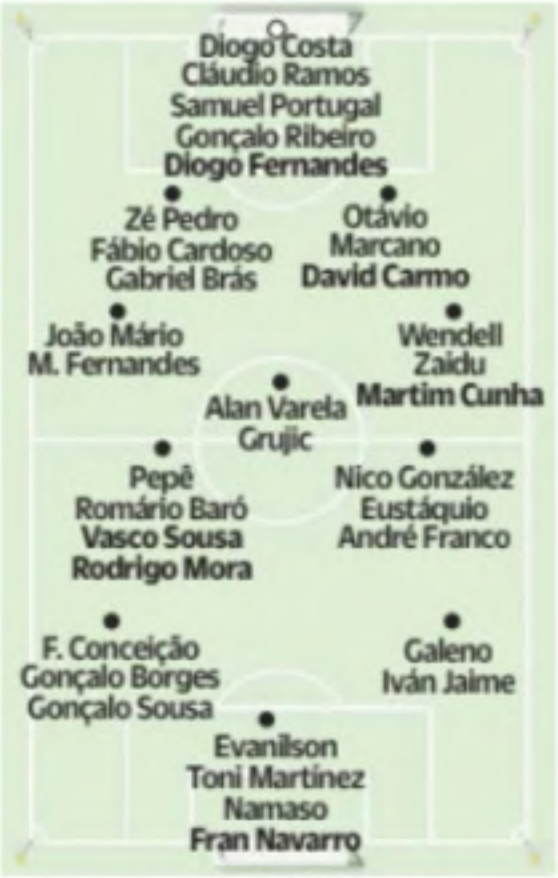 Diogo Costa
Cláudio Ramos
Samuel Portugal
Gonçalo Ribeiro
Diogo Fernandes
Zé Pedro
Fábio Cardoso
Gabriel Brás
Otávio
Marcano
David Carmo
João Mário
M. Fernandes
Wendell
Zaidu
Martim Cunha
Alan Varela
Grujic
Pepê
Romário Baró
Vasco Sousa
Rodrigo Mora
Nico González
Eustáquio
André Franco
F. Conceição
Gonçalo Borges
Gonçalo Sousa
Galeno
Iván Jaime
Evanilson
Toni Martínez
Namaso
Fran Navarro